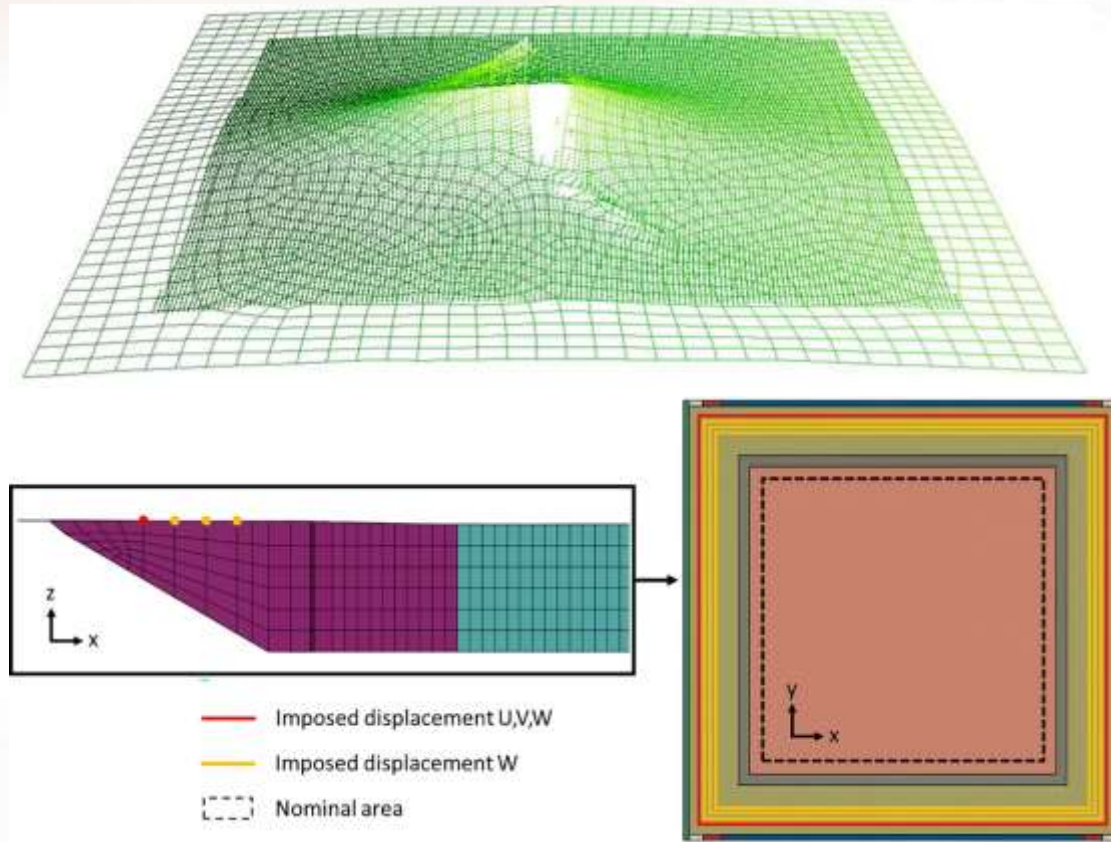 z
x
Imposed displacement U,V,W
Imposed displacement W
Nominal area
y
x